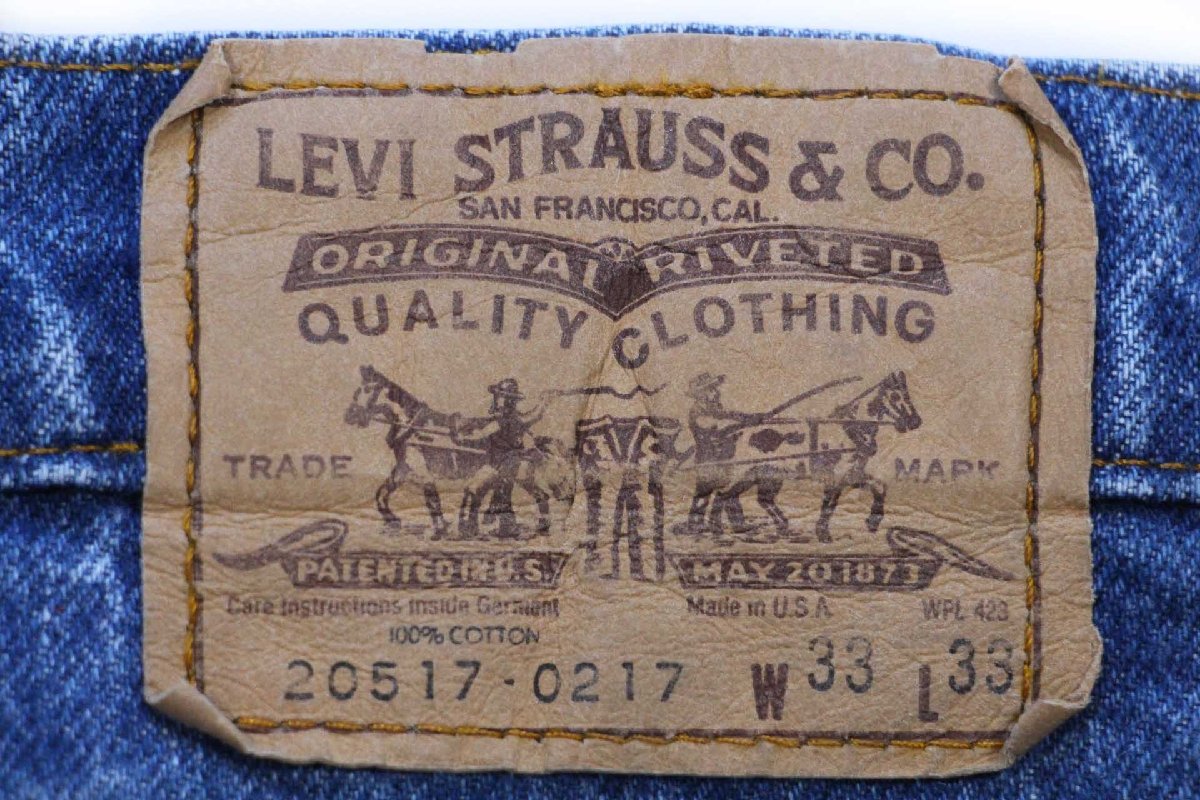 LEVI STRAUSS & CO.
SAN FRANCISCO, CAL.
ORIGINAL RIVETED
QUALITY CLOTHING
TRADE MARK
PATENTED IN U.S. MAY 20 1873
Care Instructions Inside Garment Made in U.S.A WPL 423
100% COTTON
20517-0217 W 33 L 33